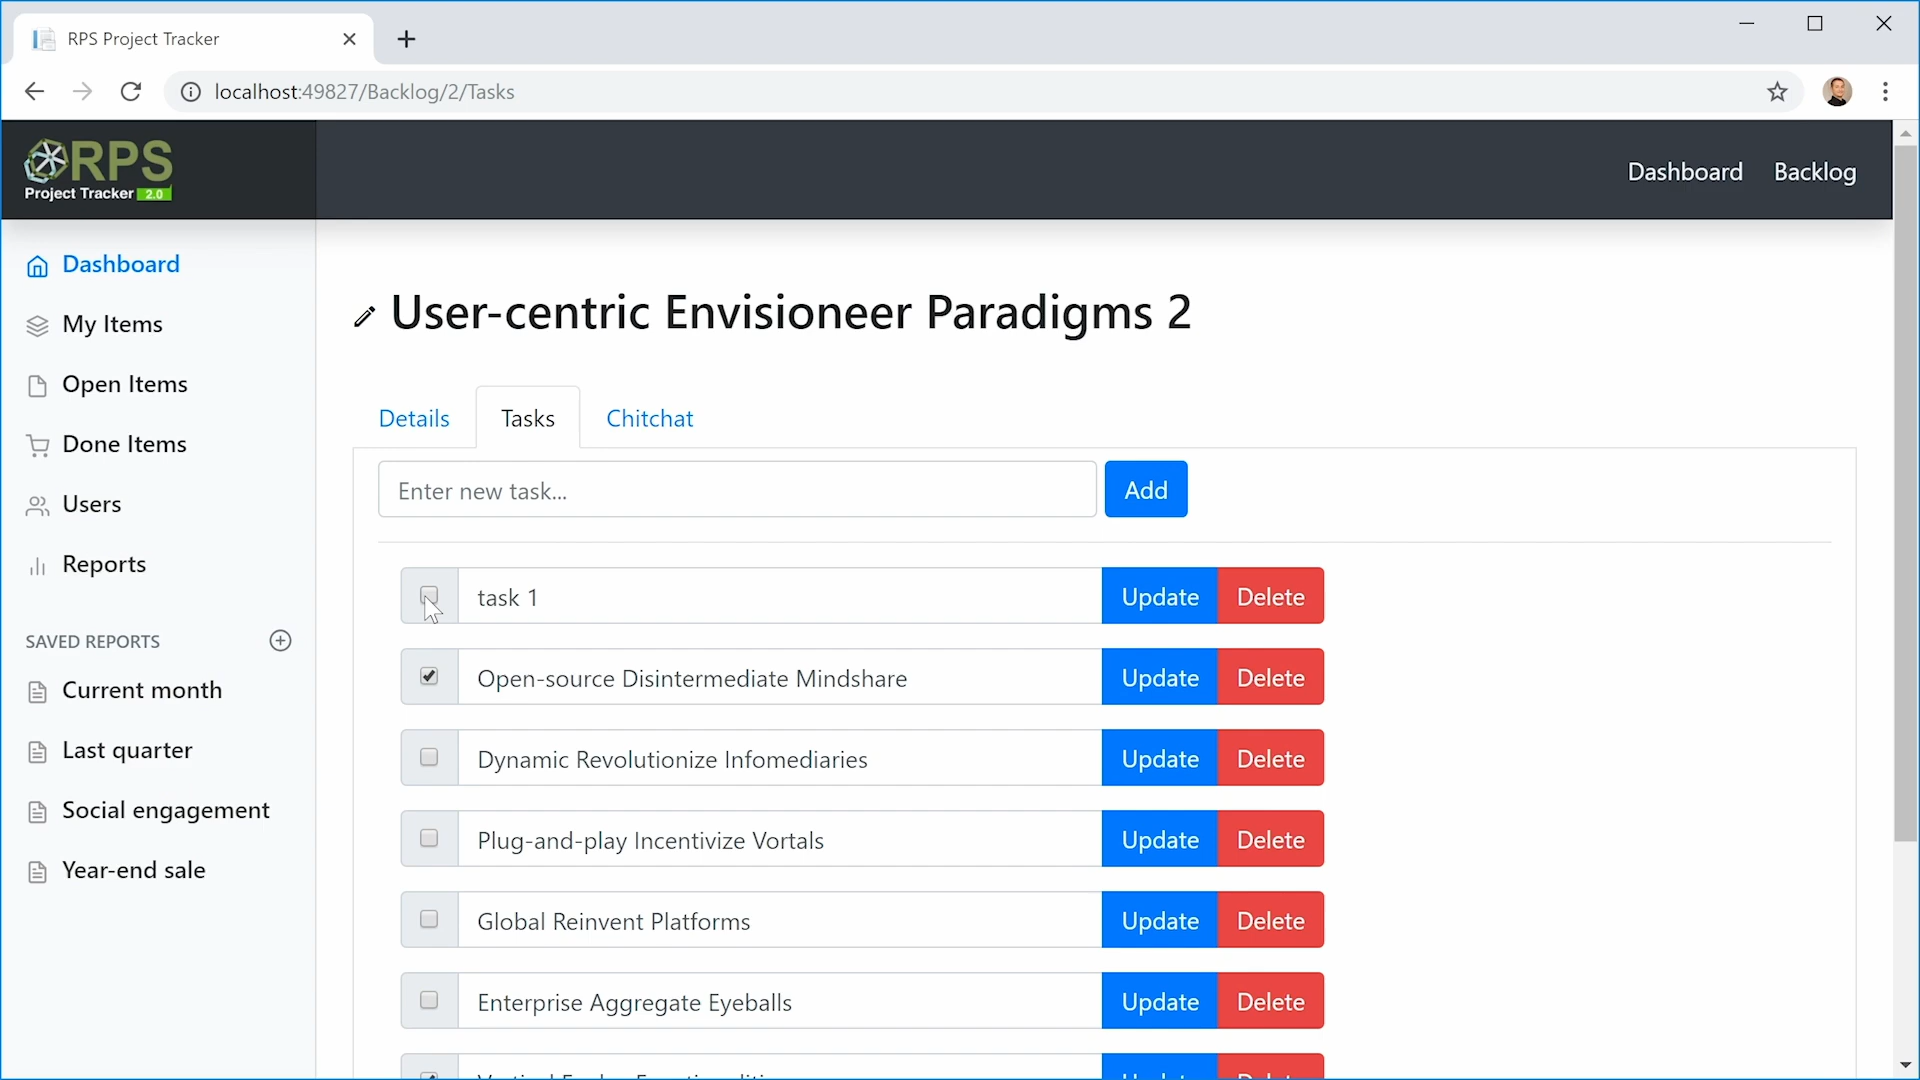 RPS Project Tracker
localhost:49827/Backlog/2/Tasks
RPS
Project Tracker 2.0
Dashboard Backlog
Dashboard
My Items
Open Items
Done Items
Users
Reports
SAVED REPORTS
Current month
Last quarter
Social engagement
Year-end sale
User-centric Envisioneer Paradigms 2
Details Tasks Chitchat
Enter new task... Add
task 1 Update Delete
Open-source Disintermediate Mindshare Update Delete
Dynamic Revolutionize Infomediaries Update Delete
Plug-and-play Incentivize Vortals Update Delete
Global Reinvent Platforms Update Delete
Enterprise Aggregate Eyeballs Update Delete